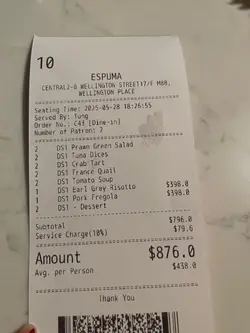 10
ESPUMA
CENTRAL2-8 WELLINGTON STREET17/F M88,
WELLINGTON PLACE
Seating Time: 2025-05-28 18:26:55
Served By: Tung
Order No.: C43 [Dine-in]
Number of Patron: 2
2 DS1 Prawn Green Salad
2 DS1 Tuna Dices
2 DS1 Crab Tart
2 DS1 France Quail
2 DS1 Tomato Soup
1 DS1 Earl Grey Risotto $398.0
1 DS1 Pork Fregola $398.0
2 DS1 - Dessert
Subtotal $796.0
Service Charge(10%) $79.6
Amount $876.0
Avg. per Person $438.0
Thank You